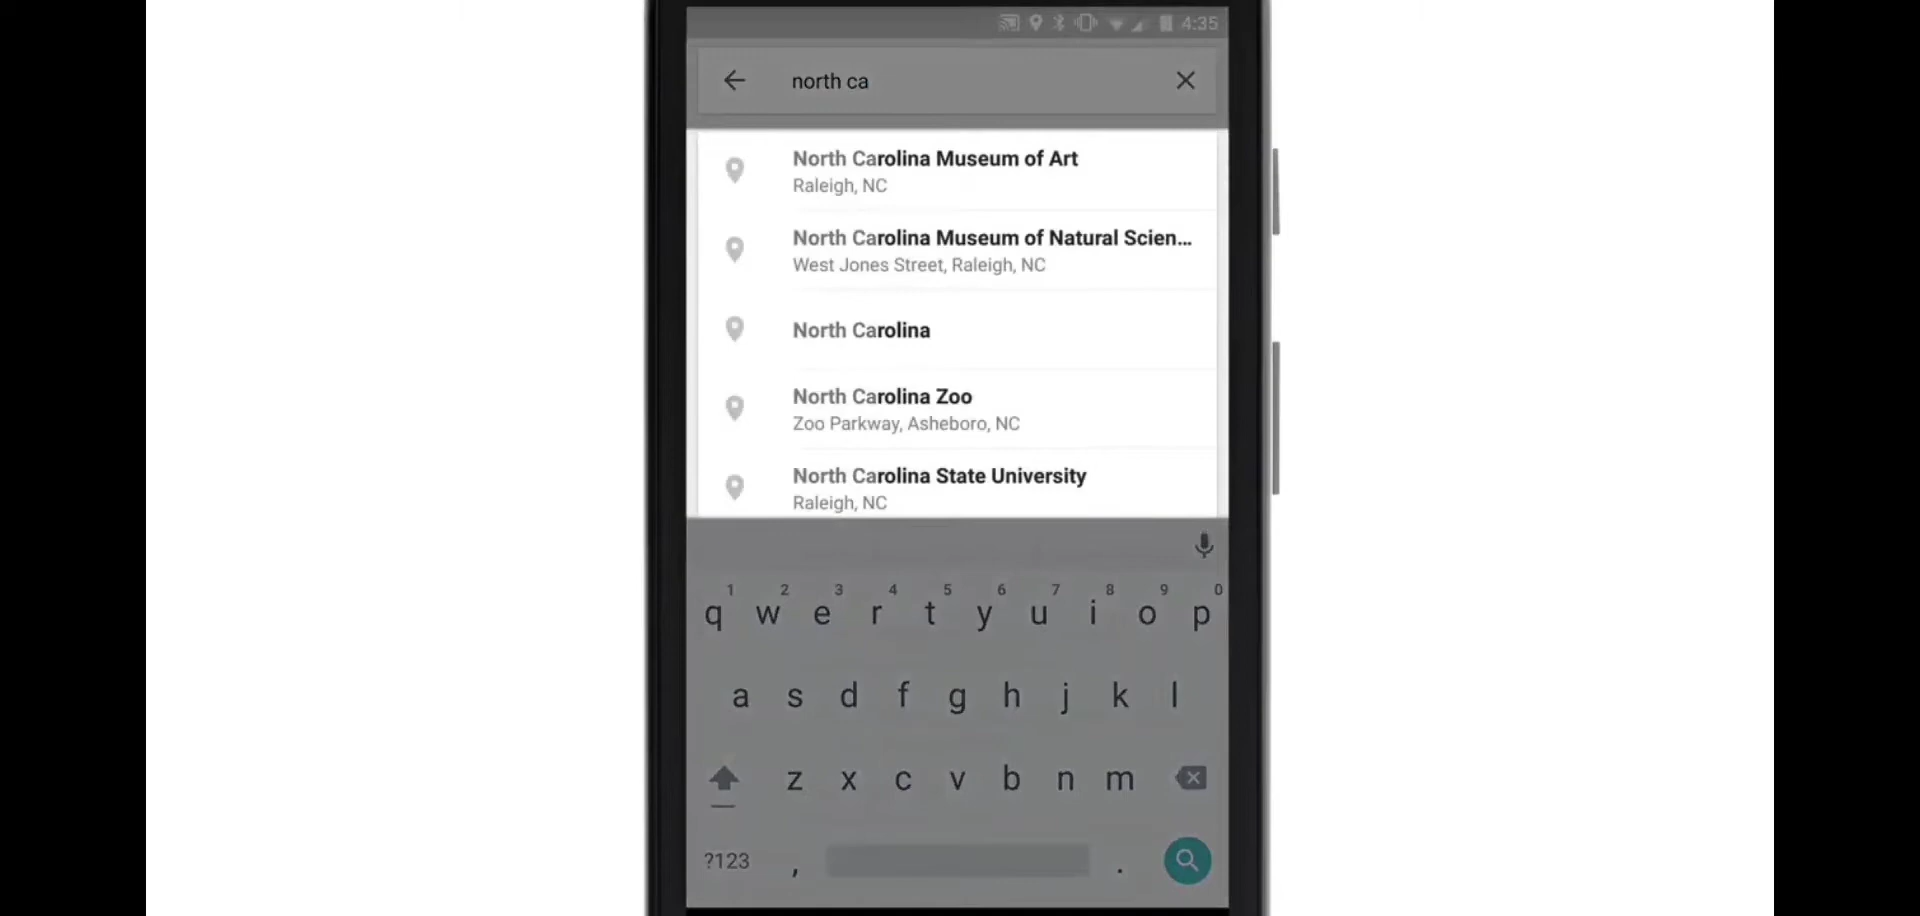 4:35
north ca
North Carolina Museum of Art
Raleigh, NC
North Carolina Museum of Natural Scien...
West Jones Street, Raleigh, NC
North Carolina
North Carolina Zoo
Zoo Parkway, Asheboro, NC
North Carolina State University
Raleigh, NC
1 2 3 4 5 6 7 8 9 0
q w e r t y u i o p
a s d f g h j k l
z x c v b n m
?123 , .